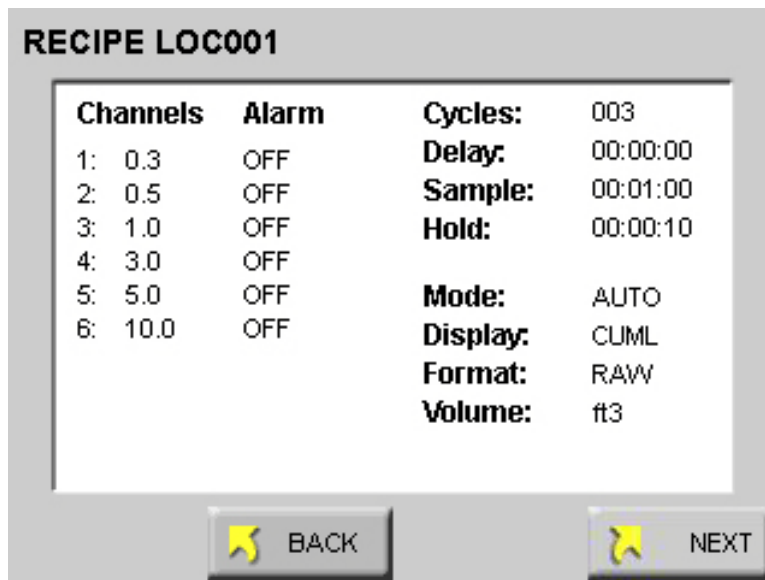 RECIPE LOC001
Channels Alarm
1: 0.3 OFF
2: 0.5 OFF
3: 1.0 OFF
4: 3.0 OFF
5: 5.0 OFF
6: 10.0 OFF
Cycles: 003
Delay: 00:00:00
Sample: 00:01:00
Hold: 00:00:10
Mode: AUTO
Display: CUML
Format: RAW
Volume: ft3
BACK
NEXT